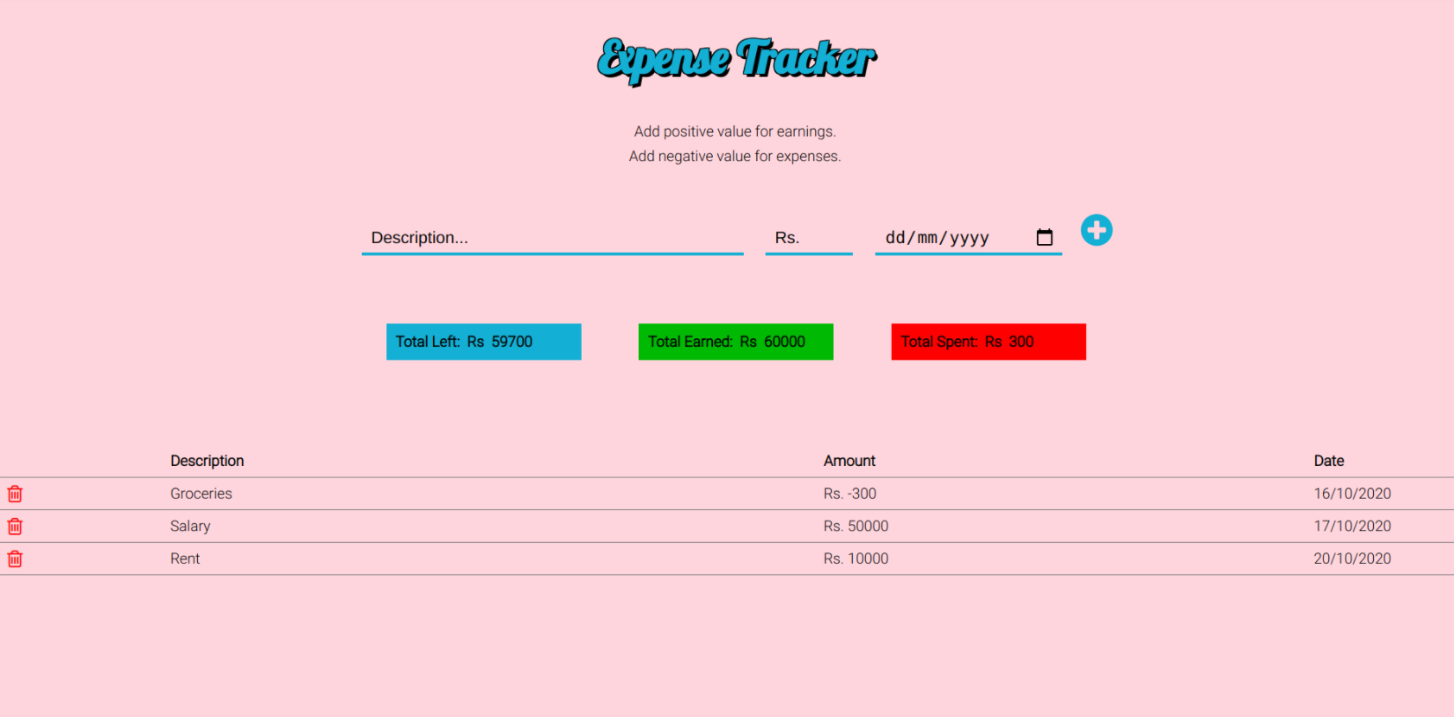 Expense Tracker
Add positive value for earnings.
Add negative value for expenses.
Description... Rs. dd/mm/yyyy
Total Left: Rs 59700 Total Earned: Rs 60000 Total Spent: Rs 300
Description Amount Date
Groceries Rs. -300 16/10/2020
Salary Rs. 50000 17/10/2020
Rent Rs. 10000 20/10/2020